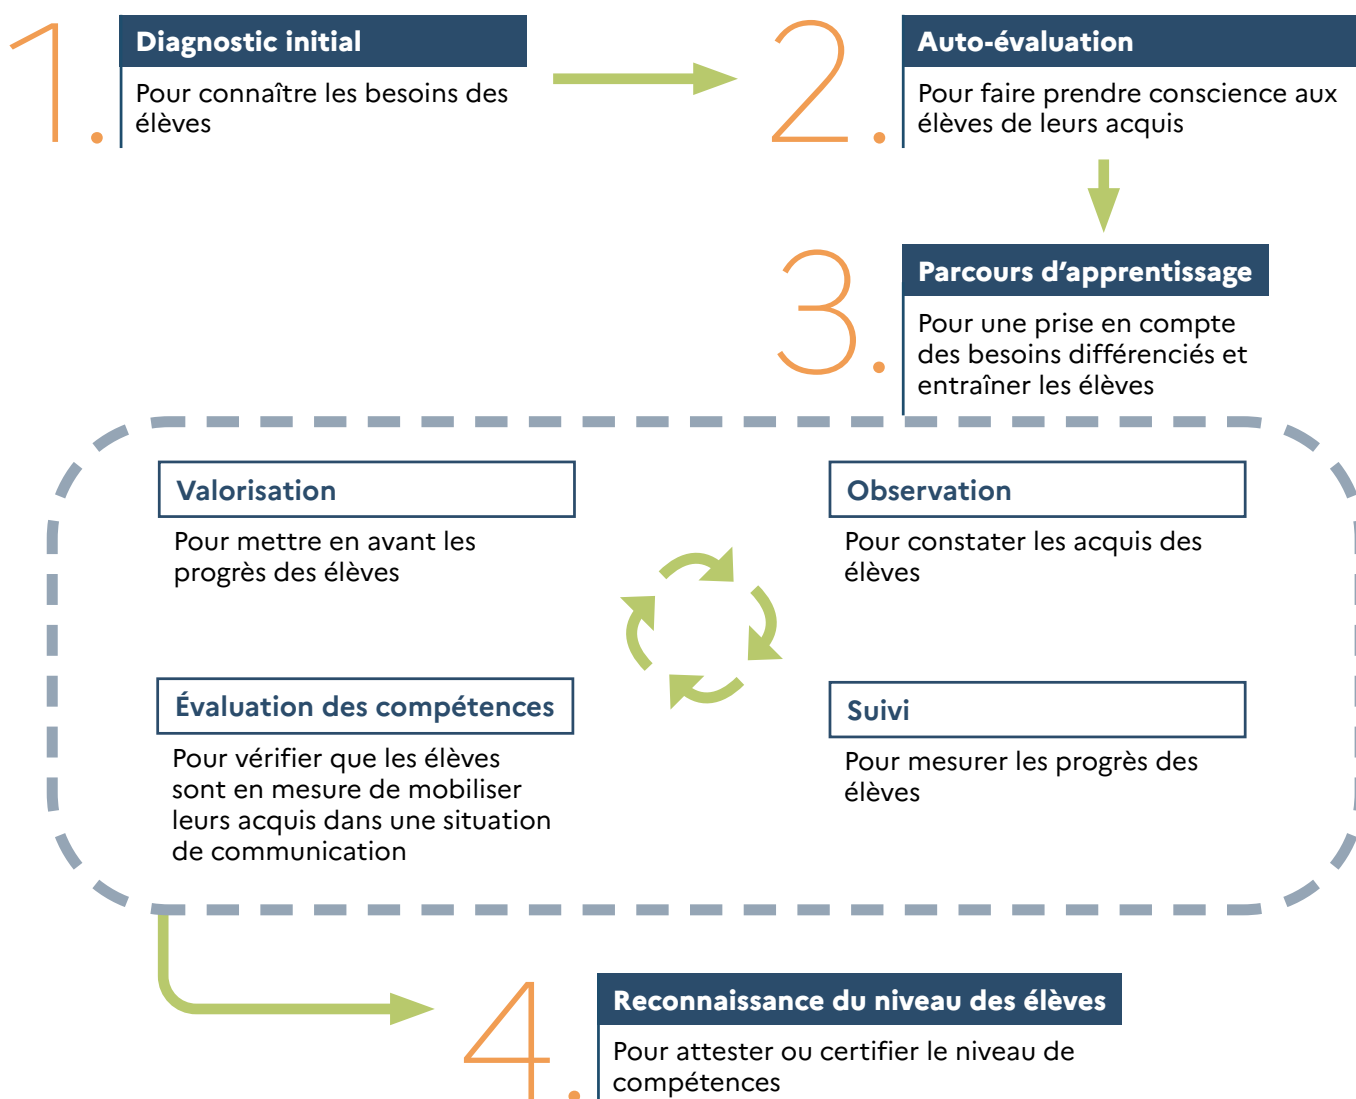 1.
Diagnostic initial
Pour connaître les besoins des
élèves
2.
Auto-évaluation
Pour faire prendre conscience aux
élèves de leurs acquis
3.
Parcours d’apprentissage
Pour une prise en compte
des besoins différenciés et
entraîner les élèves
Valorisation
Pour mettre en avant les
progrès des élèves
Observation
Pour constater les acquis des
élèves
Évaluation des compétences
Pour vérifier que les élèves
sont en mesure de mobiliser
leurs acquis dans une situation
de communication
Suivi
Pour mesurer les progrès des
élèves
4.
Reconnaissance du niveau des élèves
Pour attester ou certifier le niveau de
compétences